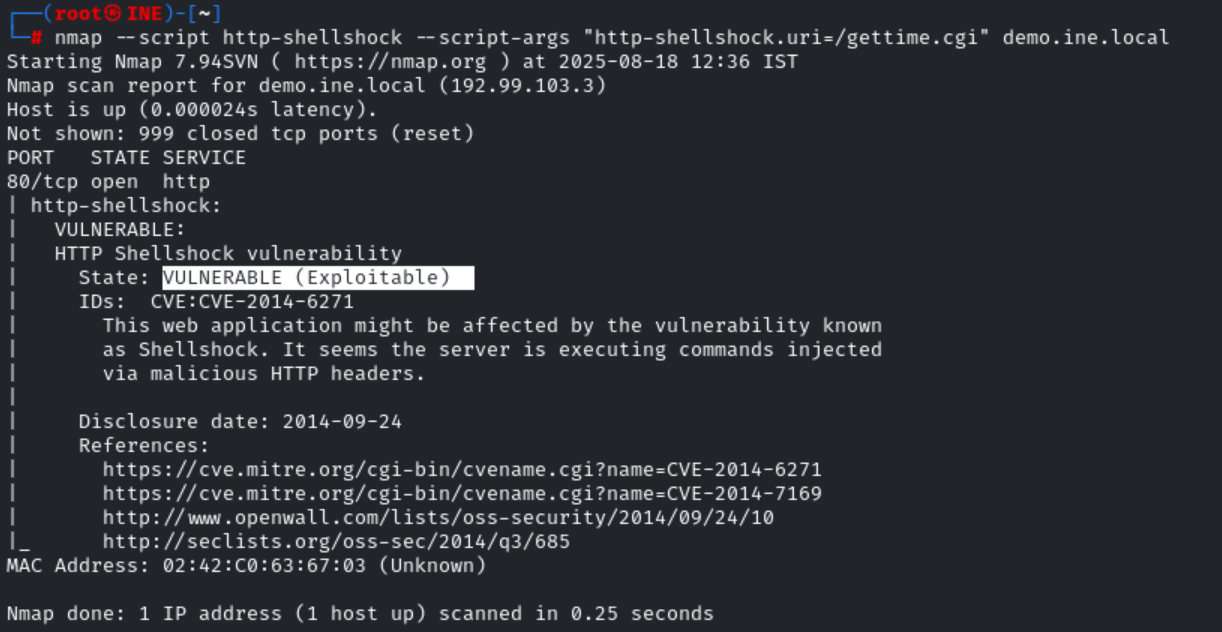 (root㉿INE)-[~]
# nmap --script http-shellshock --script-args "http-shellshock.uri=/gettime.cgi" demo.ine.local
Starting Nmap 7.94SVN ( https://nmap.org ) at 2025-08-18 12:36 IST
Nmap scan report for demo.ine.local (192.99.103.3)
Host is up (0.000024s latency).
Not shown: 999 closed tcp ports (reset)
PORT   STATE SERVICE
80/tcp open  http
| http-shellshock:
|   VULNERABLE:
|   HTTP Shellshock vulnerability
|     State: VULNERABLE (Exploitable)
|     IDs:  CVE:CVE-2014-6271
|       This web application might be affected by the vulnerability known
|       as Shellshock. It seems the server is executing commands injected
|       via malicious HTTP headers.
|
|     Disclosure date: 2014-09-24
|     References:
|       https://cve.mitre.org/cgi-bin/cvename.cgi?name=CVE-2014-6271
|       https://cve.mitre.org/cgi-bin/cvename.cgi?name=CVE-2014-7169
|       http://www.openwall.com/lists/oss-security/2014/09/24/10
|_      http://seclists.org/oss-sec/2014/q3/685
MAC Address: 02:42:C0:63:67:03 (Unknown)
Nmap done: 1 IP address (1 host up) scanned in 0.25 seconds